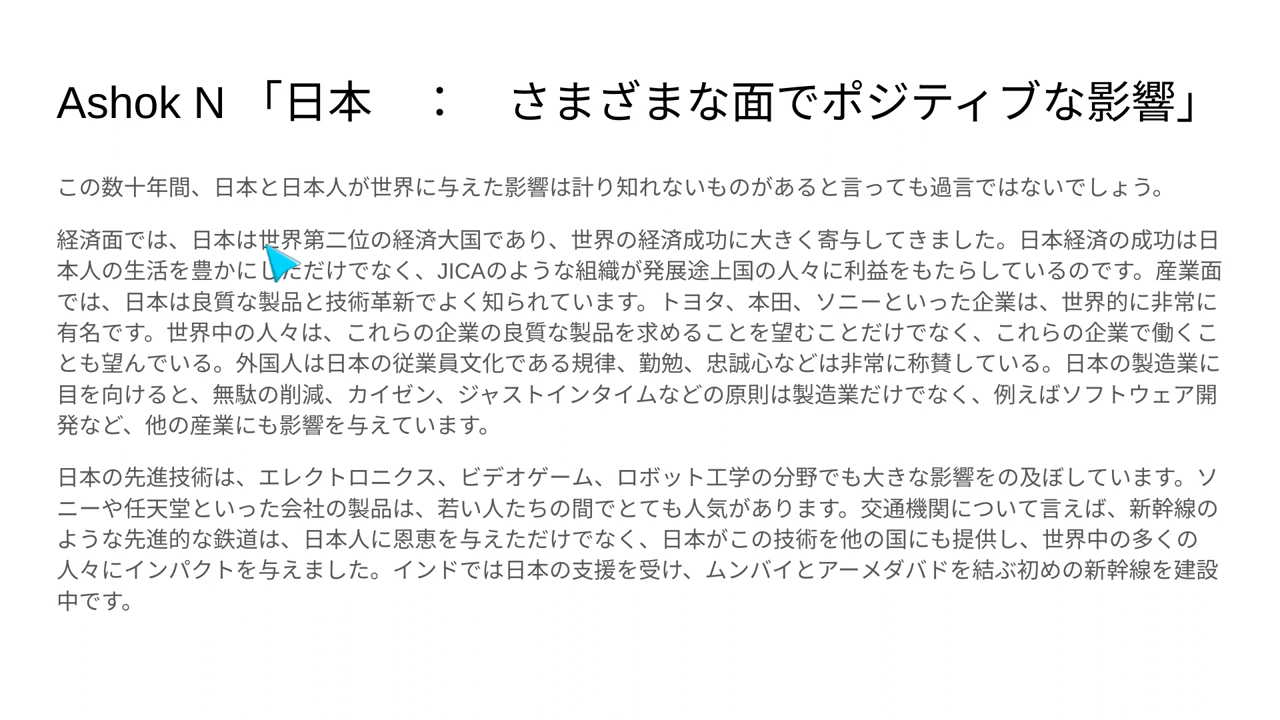 Ashok N 「日本　：　さまざまな面でポジティブな影響」
この数十年間、日本と日本人が世界に与えた影響は計り知れないものがあると言っても過言ではないでしょう。
経済面では、日本は世界第二位の経済大国であり、世界の経済成功に大きく寄与してきました。日本経済の成功は日
本人の生活を豊かにしただけでなく、JICAのような組織が発展途上国の人々に利益をもたらしているのです。産業面
では、日本は良質な製品と技術革新でよく知られています。トヨタ、本田、ソニーといった企業は、世界的に非常に
有名です。世界中の人々は、これらの企業の良質な製品を求めることを望むことだけでなく、これらの企業で働くこ
とも望んでいる。外国人は日本の従業員文化である規律、勤勉、忠誠心などは非常に称賛している。日本の製造業に
目を向けると、無駄の削減、カイゼン、ジャストインタイムなどの原則は製造業だけでなく、例えばソフトウェア開
発など、他の産業にも影響を与えています。
日本の先進技術は、エレクトロニクス、ビデオゲーム、ロボット工学の分野でも大きな影響をの及ぼしています。ソ
ニーや任天堂といった会社の製品は、若い人たちの間でとても人気があります。交通機関について言えば、新幹線の
ような先進的な鉄道は、日本人に恩恵を与えただけでなく、日本がこの技術を他の国にも提供し、世界中の多くの
人々にインパクトを与えました。インドでは日本の支援を受け、ムンバイとアーメダバドを結ぶ初めの新幹線を建設
中です。